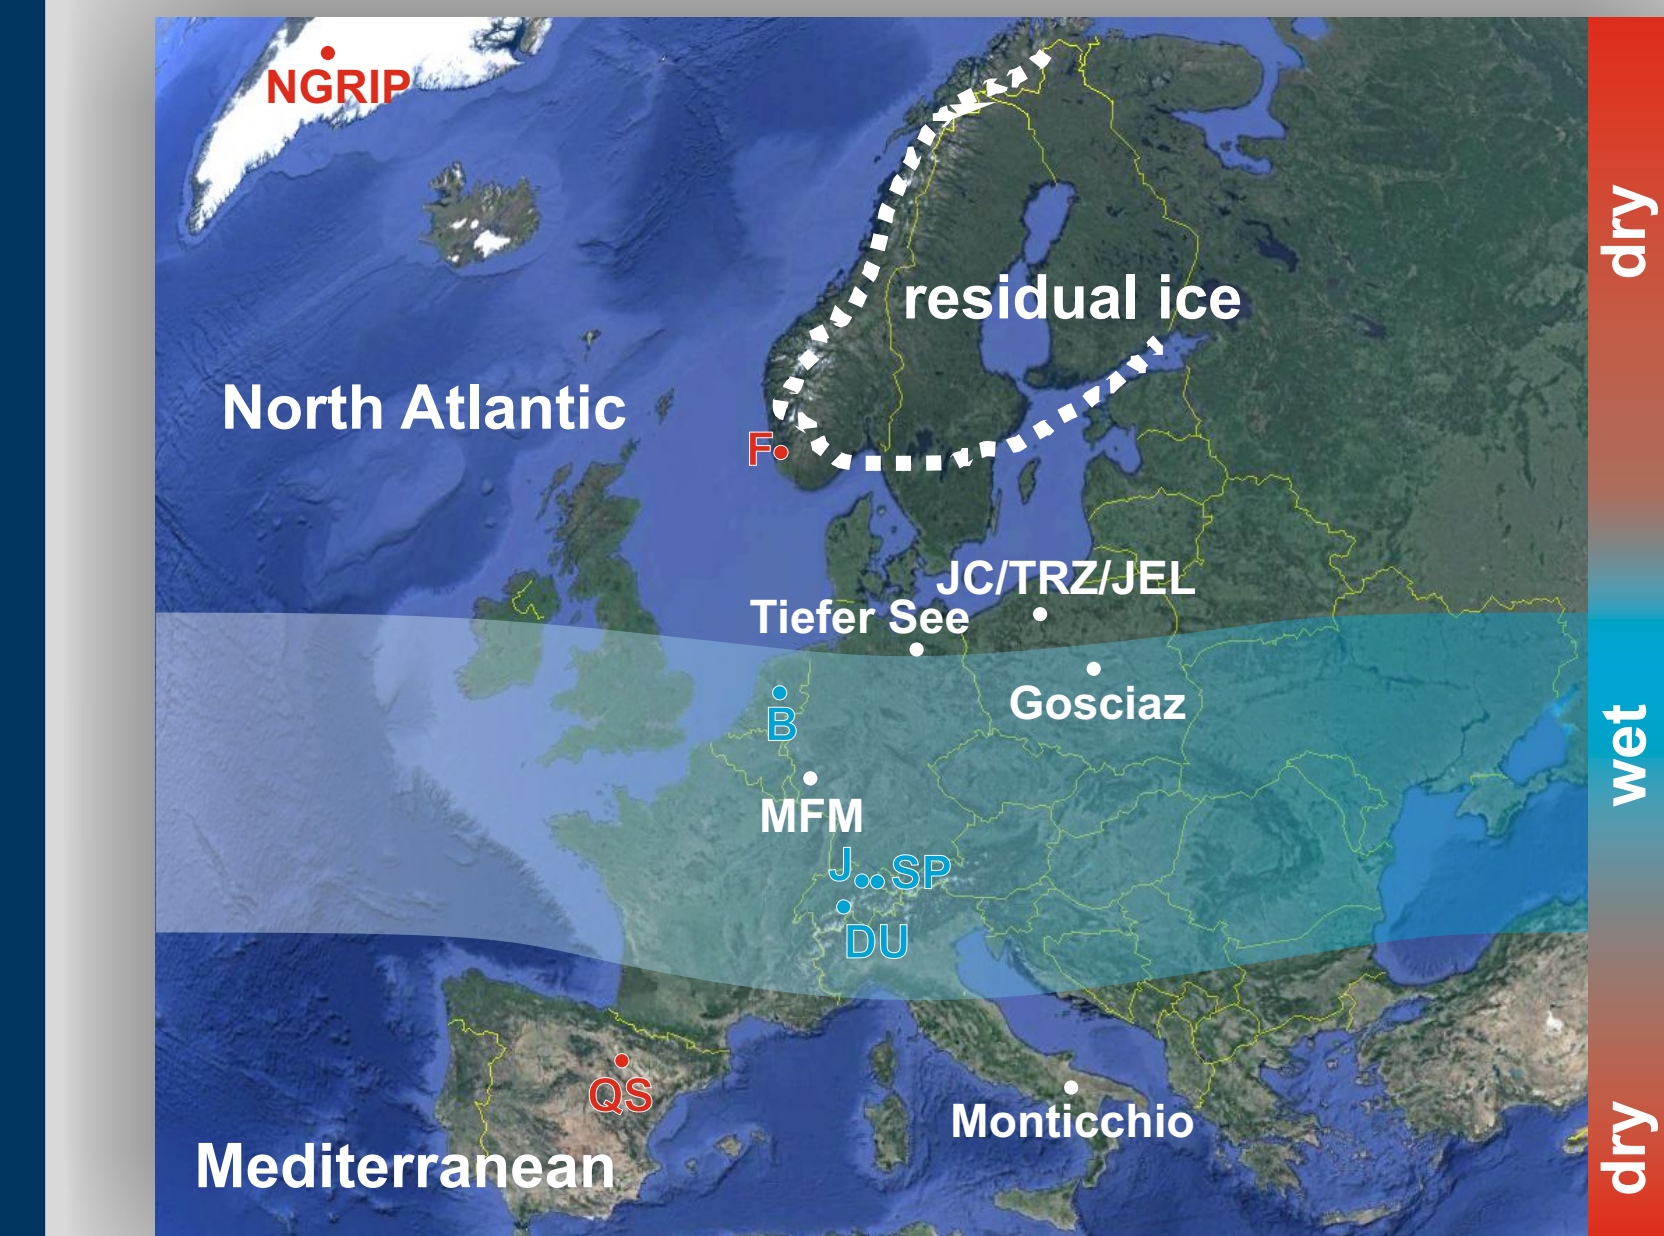 NGRIP
dry
residual ice
North Atlantic
F
JC/TRZ/JEL
Tiefer See
Gosciaz
B
wet
MFM
J
SP
DU
QS
Monticchio
Mediterranean
dry